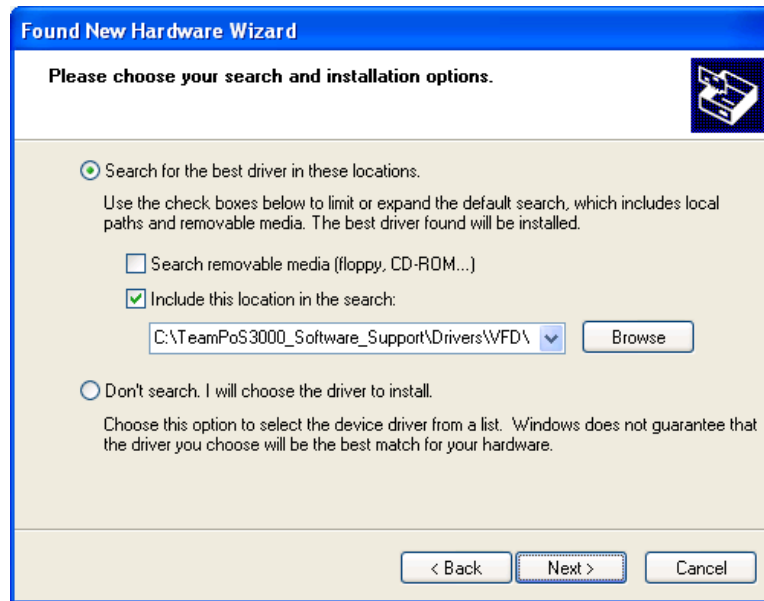 Found New Hardware Wizard
Please choose your search and installation options.
Search for the best driver in these locations.
Use the check boxes below to limit or expand the default search, which includes local
paths and removable media. The best driver found will be installed.
Search removable media (floppy, CD-ROM...)
Include this location in the search:
C:\TeamPoS3000_Software_Support\Drivers\VFD\
Browse
Don't search. I will choose the driver to install.
Choose this option to select the device driver from a list. Windows does not guarantee that
the driver you choose will be the best match for your hardware.
< Back
Next >
Cancel